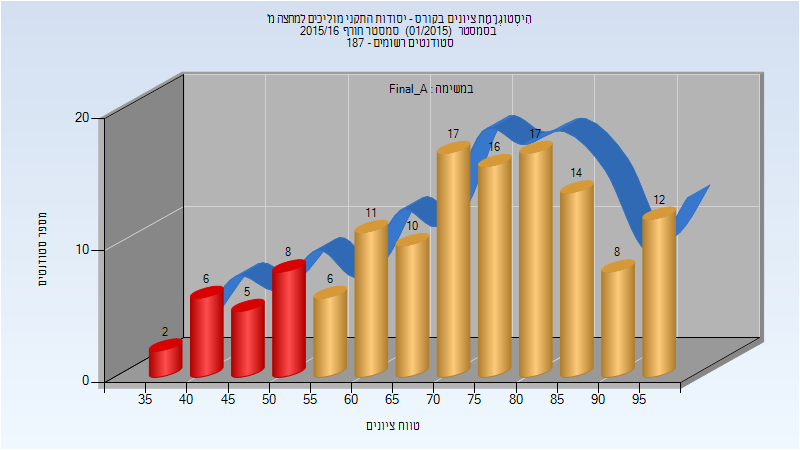 היסטוגרמת ציונים בקורס - יסודות התקני מוליכים למחצה מ'
בסמסטר (01/2015) סמסטר חורף 2015/16
סטודנטים רשומים - 187
במשימה : Final_A
מספר סטודנטים
20
10
0
2
6
5
8
6
11
10
17
16
17
14
8
12
35 40 45 50 55 60 65 70 75 80 85 90 95
טווח ציונים